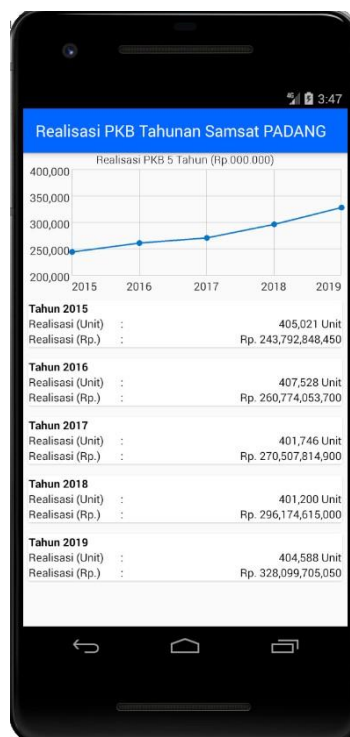 4G 3:47
Realisasi PKB Tahunan Samsat PADANG
Realisasi PKB 5 Tahun (Rp.000.000)
400,000
350,000
300,000
250,000
200,000
2015 2016 2017 2018 2019
Tahun 2015
Realisasi (Unit) : 405,021 Unit
Realisasi (Rp.) : Rp. 243,792,848,450
Tahun 2016
Realisasi (Unit) : 407,528 Unit
Realisasi (Rp.) : Rp. 260,774,053,700
Tahun 2017
Realisasi (Unit) : 401,746 Unit
Realisasi (Rp.) : Rp. 270,507,814,900
Tahun 2018
Realisasi (Unit) : 401,200 Unit
Realisasi (Rp.) : Rp. 296,174,615,000
Tahun 2019
Realisasi (Unit) : 404,588 Unit
Realisasi (Rp.) : Rp. 328,099,705,050